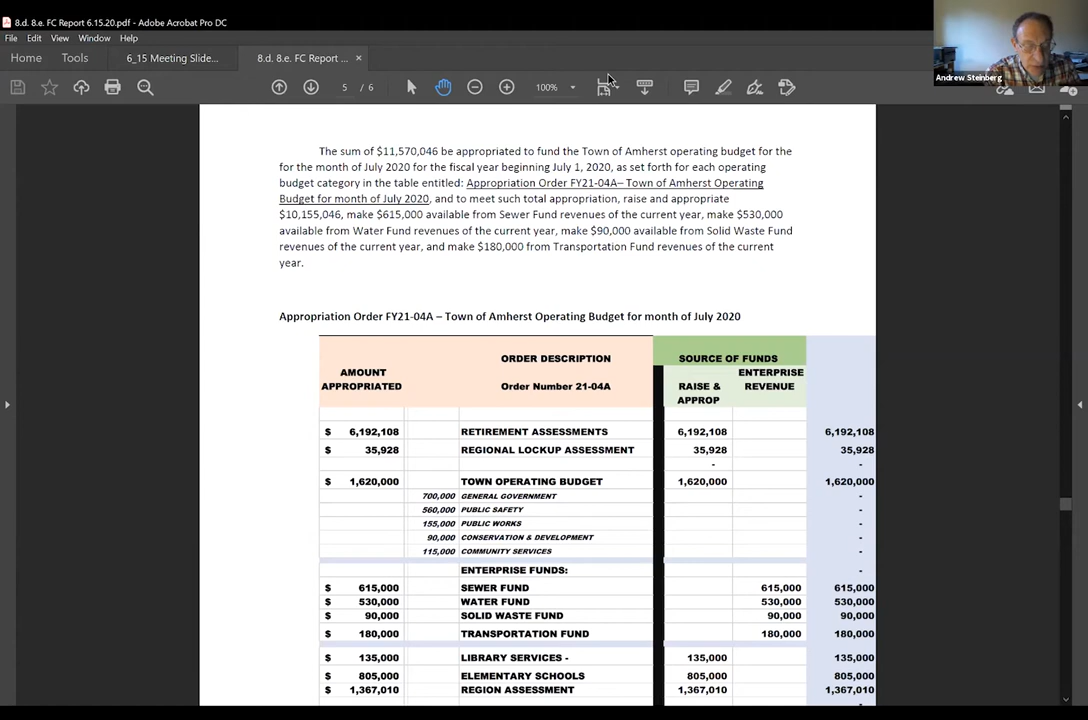 8.d. 8.e. FC Report 6.15.20.pdf - Adobe Acrobat Pro DC
File Edit View Window Help
Home Tools 6_15 Meeting Slide... 8.d. 8.e. FC Report ... ×
5 / 6 100%
Andrew Steinberg
The sum of $11,570,046 be appropriated to fund the Town of Amherst operating budget for the
for the month of July 2020 for the fiscal year beginning July 1, 2020, as set forth for each operating
budget category in the table entitled: Appropriation Order FY21-04A– Town of Amherst Operating
Budget for month of July 2020, and to meet such total appropriation, raise and appropriate
$10,155,046, make $615,000 available from Sewer Fund revenues of the current year, make $530,000
available from Water Fund revenues of the current year, make $90,000 available from Solid Waste Fund
revenues of the current year, and make $180,000 from Transportation Fund revenues of the current
year.
Appropriation Order FY21-04A – Town of Amherst Operating Budget for month of July 2020
ORDER DESCRIPTION SOURCE OF FUNDS
AMOUNT ENTERPRISE
APPROPRIATED Order Number 21-04A RAISE & REVENUE
APPROP
$ 6,192,108 RETIREMENT ASSESSMENTS 6,192,108 6,192,108
$ 35,928 REGIONAL LOCKUP ASSESSMENT 35,928 35,928
- -
$ 1,620,000 TOWN OPERATING BUDGET 1,620,000 1,620,000
700,000 GENERAL GOVERNMENT -
560,000 PUBLIC SAFETY -
155,000 PUBLIC WORKS -
90,000 CONSERVATION & DEVELOPMENT -
115,000 COMMUNITY SERVICES -
ENTERPRISE FUNDS: -
$ 615,000 SEWER FUND 615,000 615,000
$ 530,000 WATER FUND 530,000 530,000
$ 90,000 SOLID WASTE FUND 90,000 90,000
$ 180,000 TRANSPORTATION FUND 180,000 180,000
$ 135,000 LIBRARY SERVICES - 135,000 135,000
$ 805,000 ELEMENTARY SCHOOLS 805,000 805,000
$ 1,367,010 REGION ASSESSMENT 1,367,010 1,367,010
-